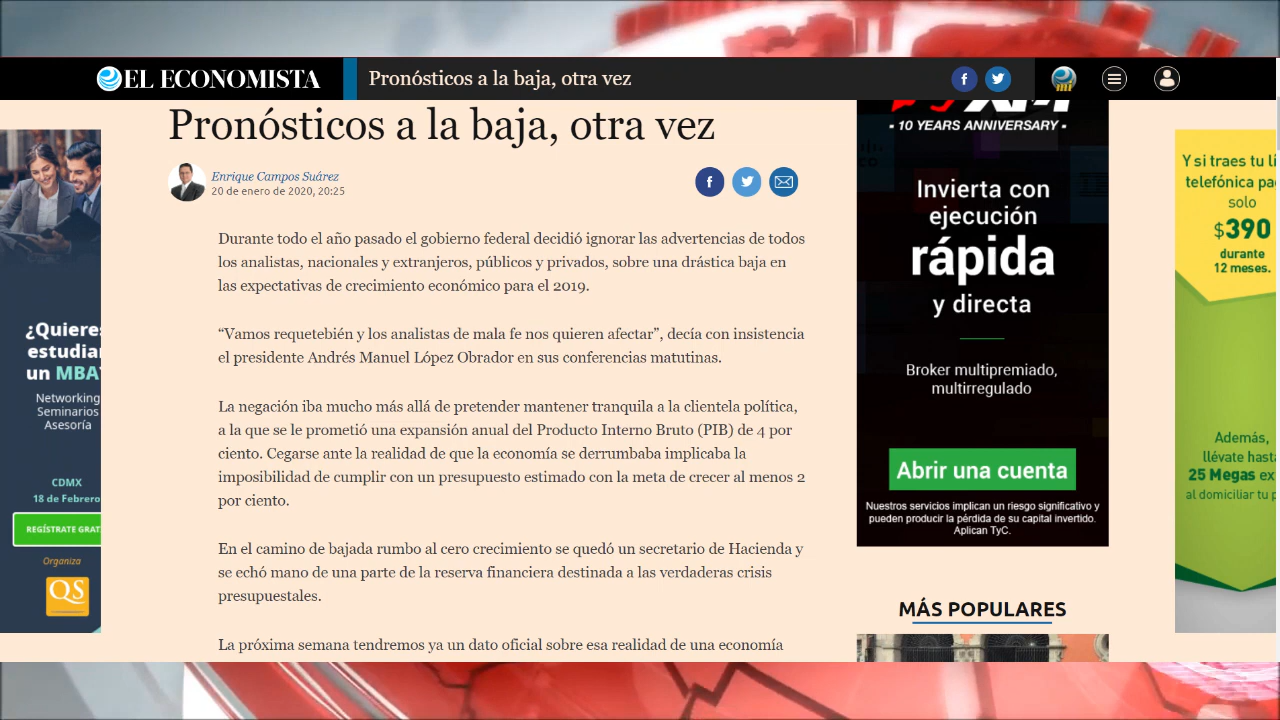 EL ECONOMISTA
Pronósticos a la baja, otra vez
f
mi
Pronósticos a la baja, otra vez
Enrique Campos Suárez
20 de enero de 2020, 20:25
f
Durante todo el año pasado el gobierno federal decidió ignorar las advertencias de todos
los analistas, nacionales y extranjeros, públicos y privados, sobre una drástica baja en
las expectativas de crecimiento económico para el 2019.
“Vamos requetebién y los analistas de mala fe nos quieren afectar”, decía con insistencia
el presidente Andrés Manuel López Obrador en sus conferencias matutinas.
La negación iba mucho más allá de pretender mantener tranquila a la clientela política,
a la que se le prometió una expansión anual del Producto Interno Bruto (PIB) de 4 por
ciento. Cegarse ante la realidad de que la economía se derrumbaba implicaba la
imposibilidad de cumplir con un presupuesto estimado con la meta de crecer al menos 2
por ciento.
En el camino de bajada rumbo al cero crecimiento se quedó un secretario de Hacienda y
se echó mano de una parte de la reserva financiera destinada a las verdaderas crisis
presupuestales.
La próxima semana tendremos ya un dato oficial sobre esa realidad de una economía
¿Quieres
estudiar
un MBA?
Networking
Seminarios
Asesoría
CDMX
18 de Febrero
REGÍSTRATE GRAT
Organiza
QS
- 10 YEARS ANNIVERSARY -
Invierta con
ejecución
rápida
y directa
Broker multipremiado,
multirregulado
Abrir una cuenta
Nuestros servicios implican un riesgo significativo y
pueden producir la pérdida de su capital invertido.
Aplican TyC.
MÁS POPULARES
Y si traes tu lí
telefónica pa
solo
$390
durante
12 meses.
Además,
llévate hasta
25 Megas ex
al domiciliar tu p